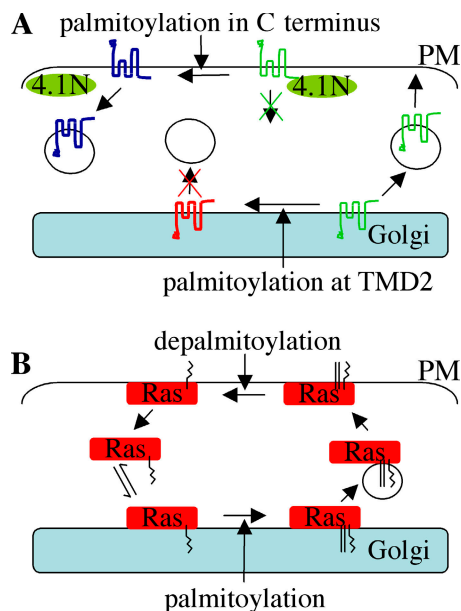 A palmitoylation in C terminus
PM
4.1N 4.1N
Golgi
palmitoylation at TMD2
depalmitoylation
B PM
Ras Ras
Ras Ras
Ras Ras
Golgi
palmitoylation